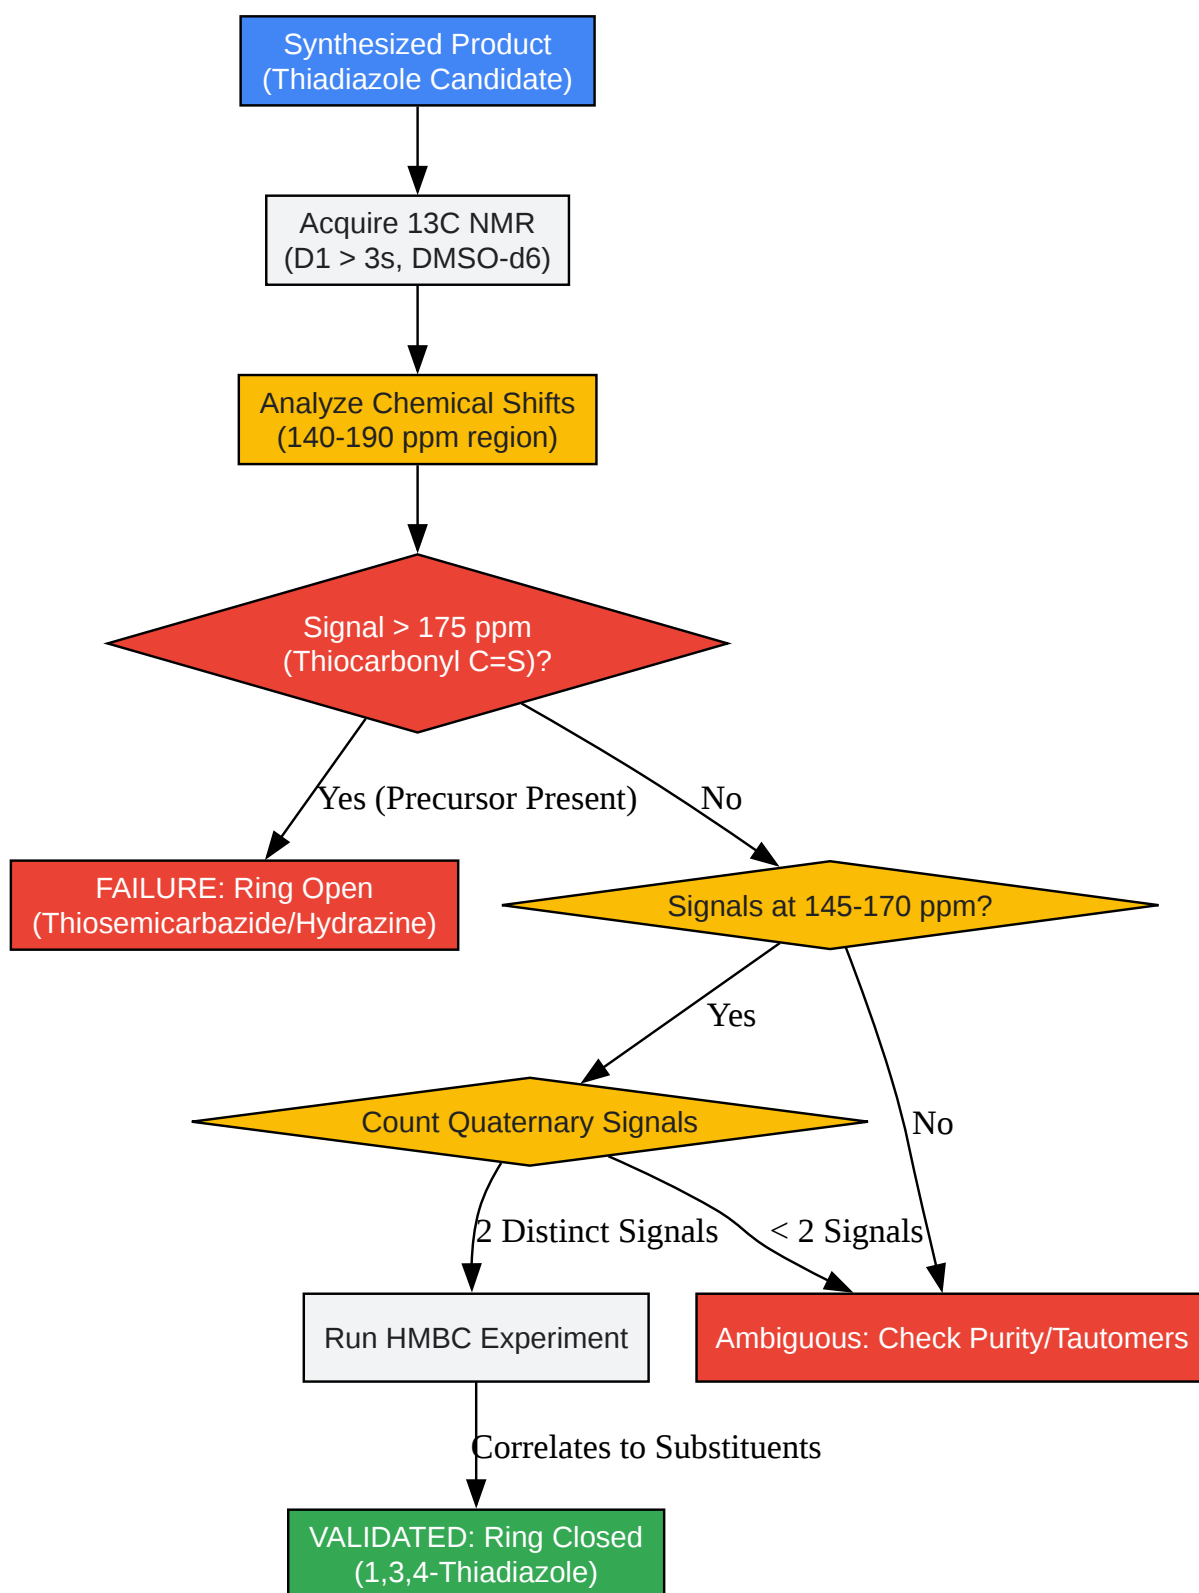 Synthesized Product
(Thiadiazole Candidate)
Acquire 13C NMR
(D1 > 3s, DMSO-d6)
Analyze Chemical Shifts
(140-190 ppm region)
Signal > 175 ppm
(Thiocarbonyl C=S)?
Yes (Precursor Present)
No
FAILURE: Ring Open
(Thiosemicarbazide/Hydrazine)
Signals at 145-170 ppm?
Yes
No
Count Quaternary Signals
2 Distinct Signals
< 2 Signals
Run HMBC Experiment
Ambiguous: Check Purity/Tautomers
Correlates to Substituents
VALIDATED: Ring Closed
(1,3,4-Thiadiazole)